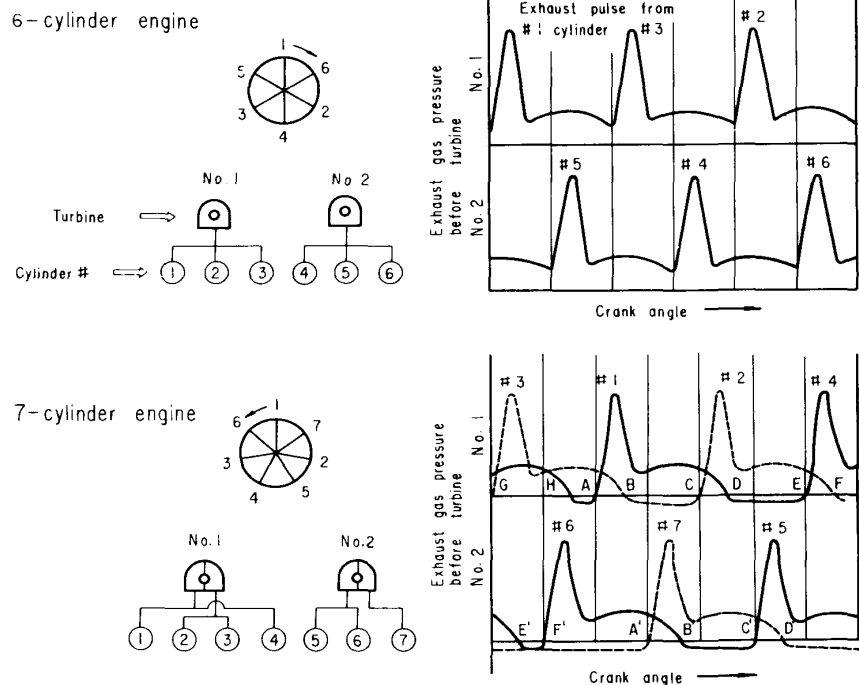 6-cylinder engine
1
5 6
3 2
4
No.1 No 2
Turbine
Cylinder #
1 2 3 4 5 6
Exhaust pulse from
#1 cylinder #3 #2
#5 #4 #6
Exhaust gas pressure
before turbine
No. 1
No. 2
Crank angle
7-cylinder engine
1
6 7
3 2
4 5
No.1 No.2
1 2 3 4 5 6 7
#3 #1 #2 #4
G H A B C D E F
#6 #7 #5
E' F' A' B' C' D'
Exhaust gas pressure
before turbine
No. 1
No. 2
Crank angle